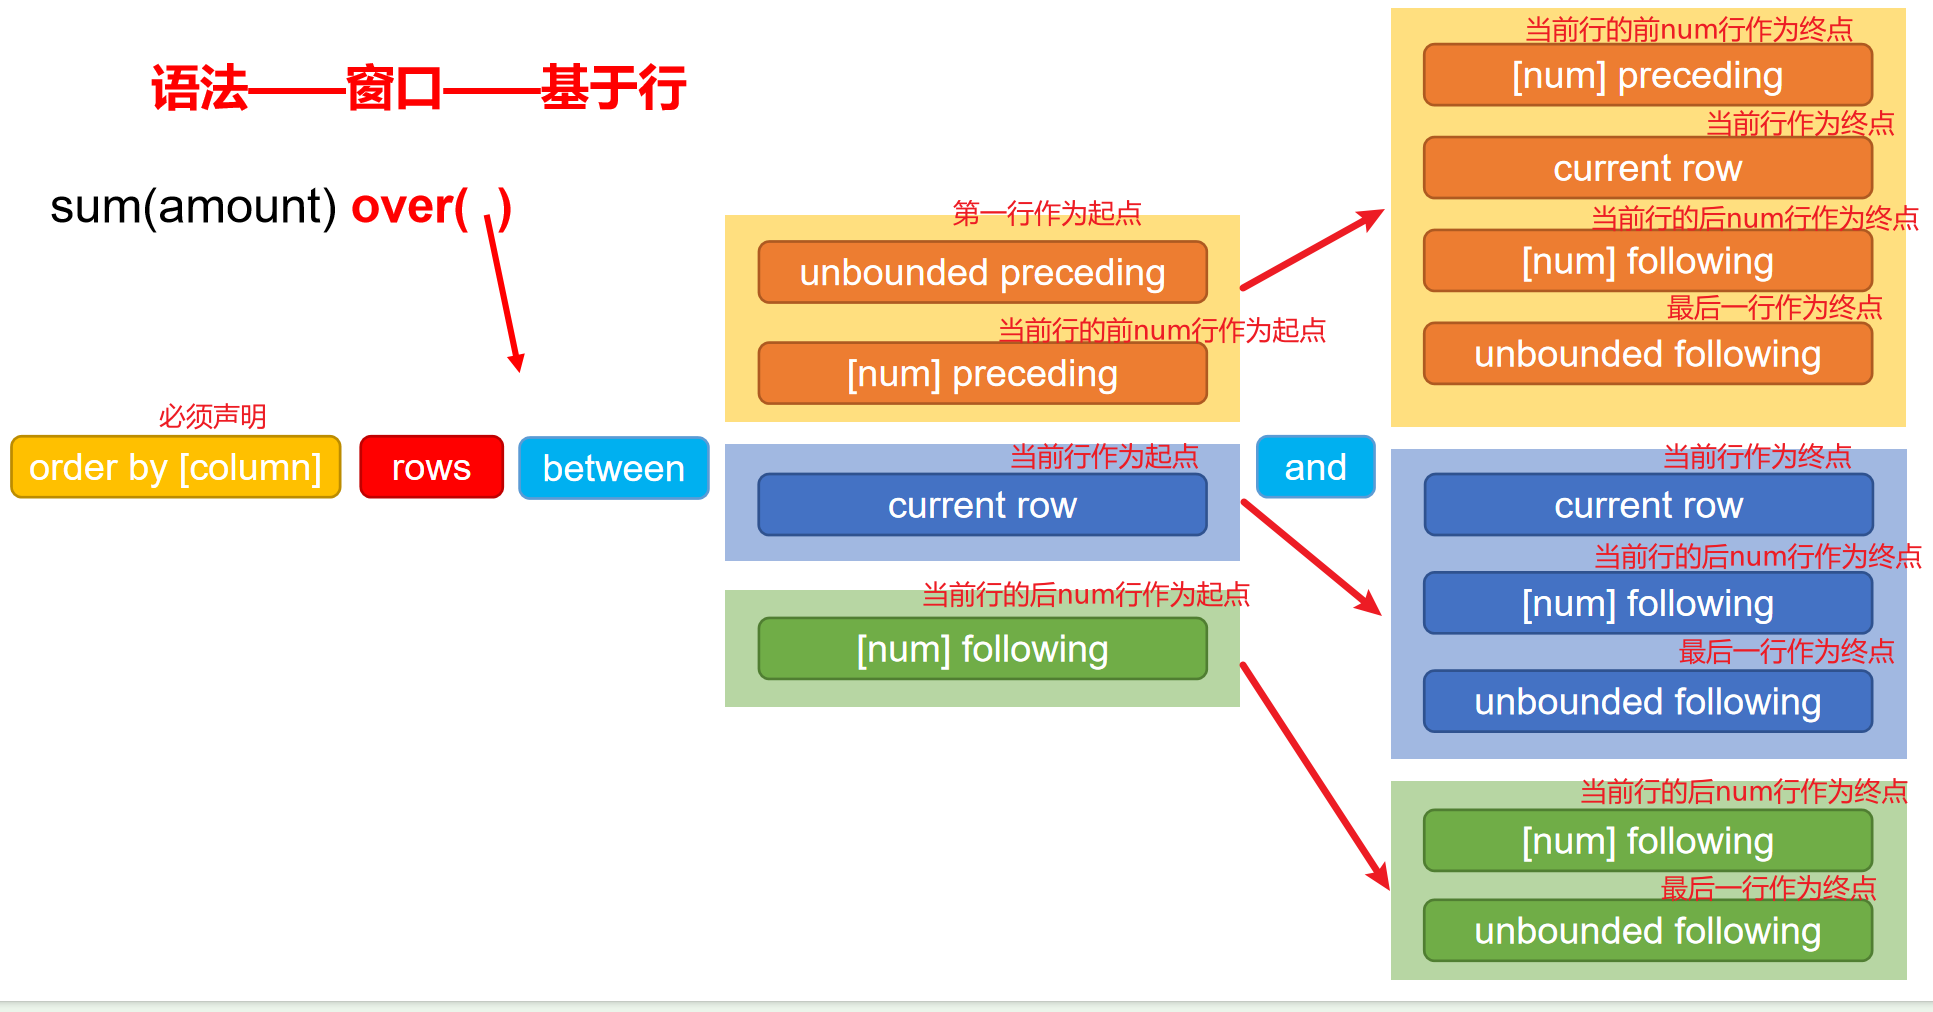 语法——窗口——基于行
sum(amount) over( )
必须声明
order by [column]
rows
between
第一行作为起点
unbounded preceding
当前行的前num行作为起点
[num] preceding
当前行作为起点
current row
当前行的后num行作为起点
[num] following
and
当前行的前num行作为终点
[num] preceding
当前行作为终点
current row
当前行的后num行作为终点
[num] following
最后一行作为终点
unbounded following
当前行作为终点
current row
当前行的后num行作为终点
[num] following
最后一行作为终点
unbounded following
当前行的后num行作为终点
[num] following
最后一行作为终点
unbounded following